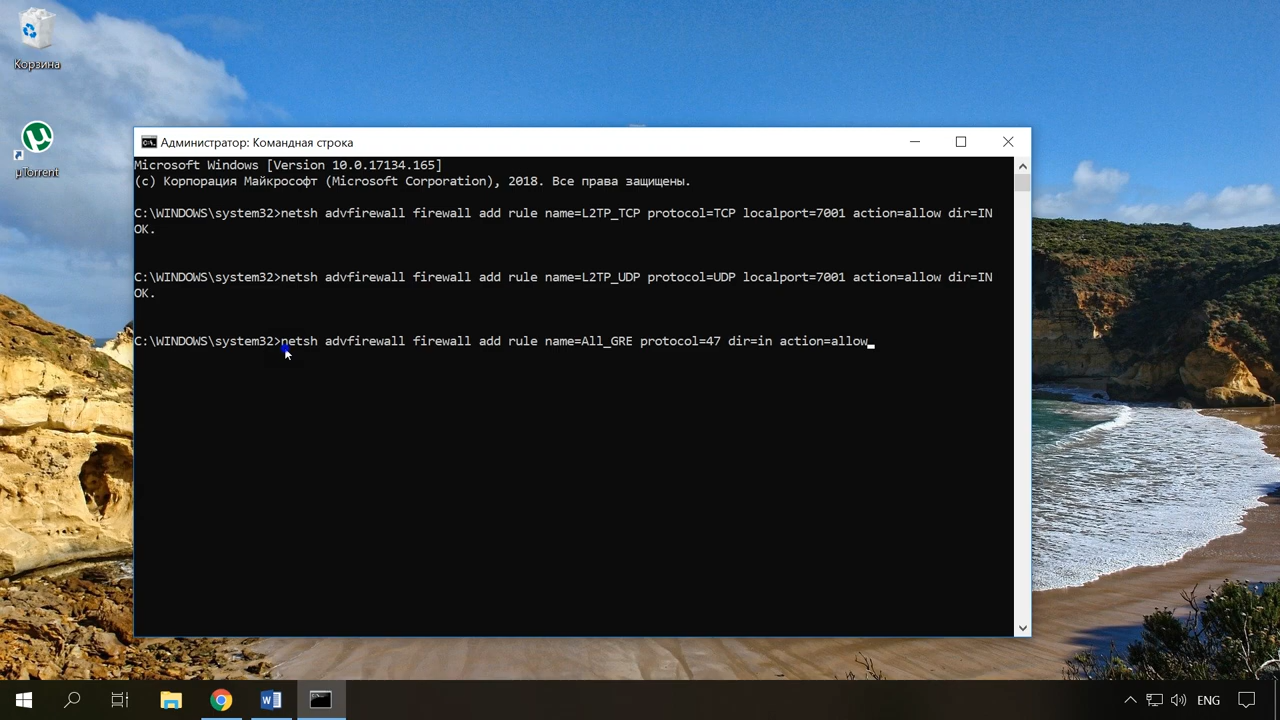 Корзина
µTorrent
Администратор: Командная строка
Microsoft Windows [Version 10.0.17134.165]
(c) Корпорация Майкрософт (Microsoft Corporation), 2018. Все права защищены.
C:\WINDOWS\system32>netsh advfirewall firewall add rule name=L2TP_TCP protocol=TCP localport=7001 action=allow dir=IN
OK.
C:\WINDOWS\system32>netsh advfirewall firewall add rule name=L2TP_UDP protocol=UDP localport=7001 action=allow dir=IN
OK.
C:\WINDOWS\system32>netsh advfirewall firewall add rule name=All_GRE protocol=47 dir=in action=allow
ENG